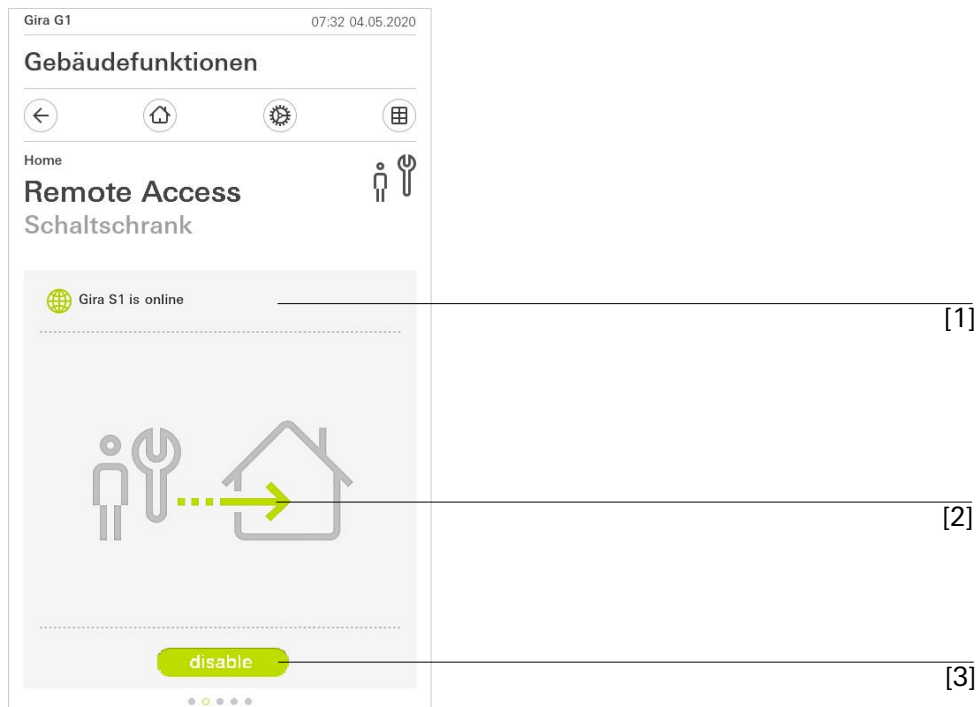 Gira G1 07:32 04.05.2020
Gebäudefunktionen
Home
Remote Access
Schaltschrank
Gira S1 is online
[1]
[2]
disable
[3]